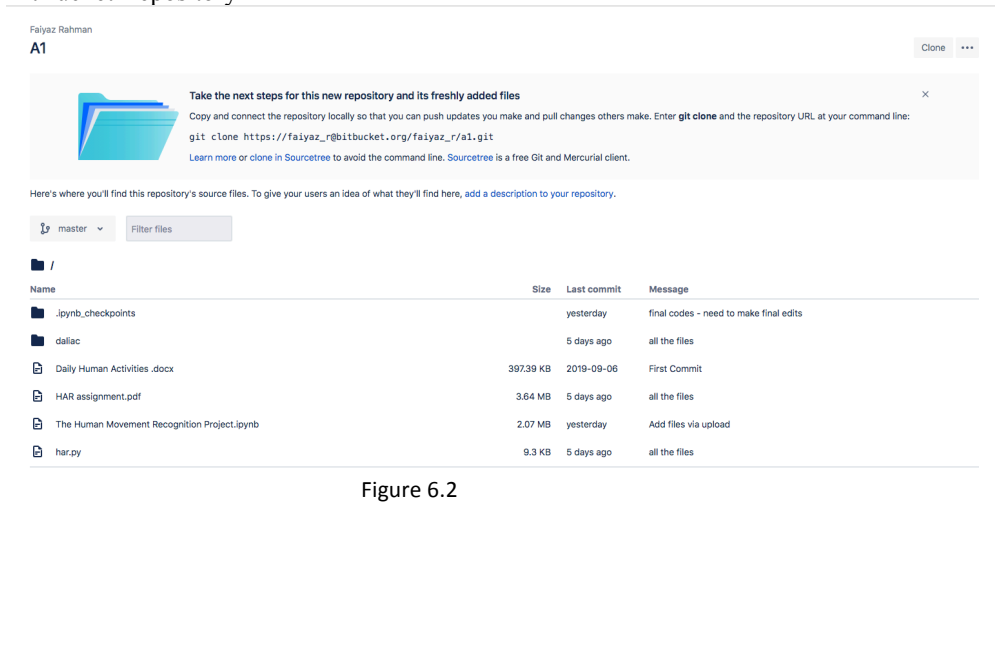 Faiyaz Rahman
A1
Clone
Take the next steps for this new repository and its freshly added files
Copy and connect the repository locally so that you can push updates you make and pull changes others make. Enter git clone and the repository URL at your command line:
git clone https://faiyaz_r@bitbucket.org/faiyaz_r/a1.git
Learn more or clone in Sourcetree to avoid the command line. Sourcetree is a free Git and Mercurial client.
Here's where you'll find this repository's source files. To give your users an idea of what they'll find here, add a description to your repository.
master Filter files
/
Name Size Last commit Message
.ipynb_checkpoints yesterday final codes - need to make final edits
daliac 5 days ago all the files
Daily Human Activities .docx 397.39 KB 2019-09-06 First Commit
HAR assignment.pdf 3.64 MB 5 days ago all the files
The Human Movement Recognition Project.ipynb 2.07 MB yesterday Add files via upload
har.py 9.3 KB 5 days ago all the files
Figure 6.2